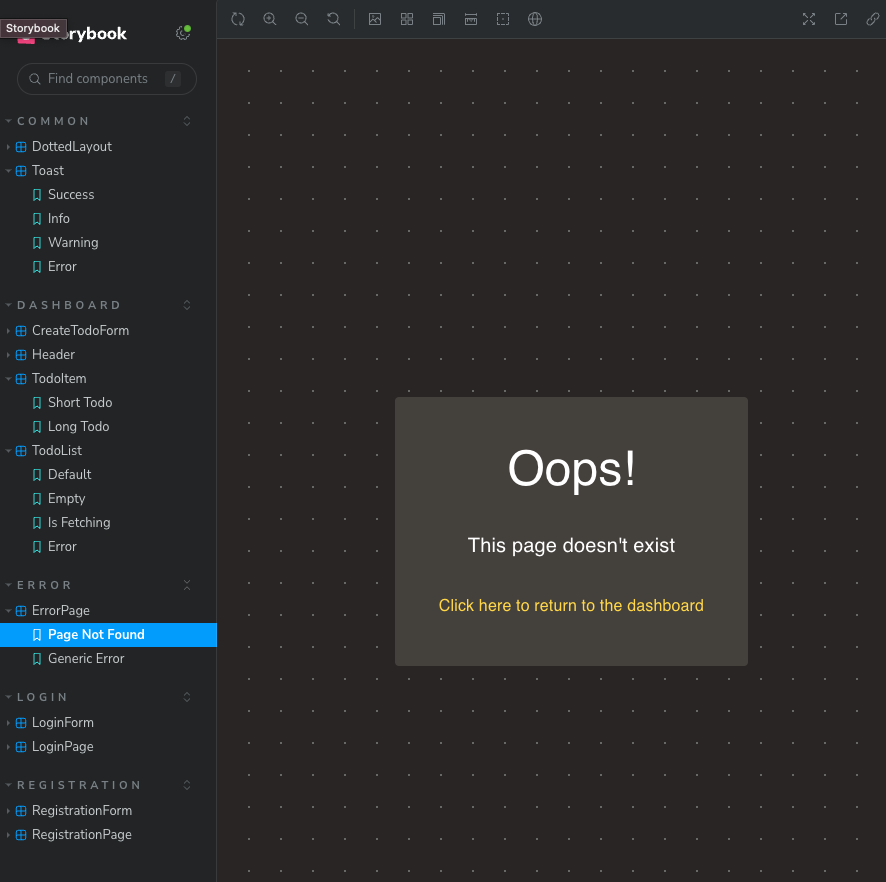 Storybook
Storybook
Find components /
COMMON
DottedLayout
Toast
Success
Info
Warning
Error
DASHBOARD
CreateTodoForm
Header
TodoItem
Short Todo
Long Todo
TodoList
Default
Empty
Is Fetching
Error
ERROR
ErrorPage
Page Not Found
Generic Error
LOGIN
LoginForm
LoginPage
REGISTRATION
RegistrationForm
RegistrationPage
Oops!
This page doesn't exist
Click here to return to the dashboard